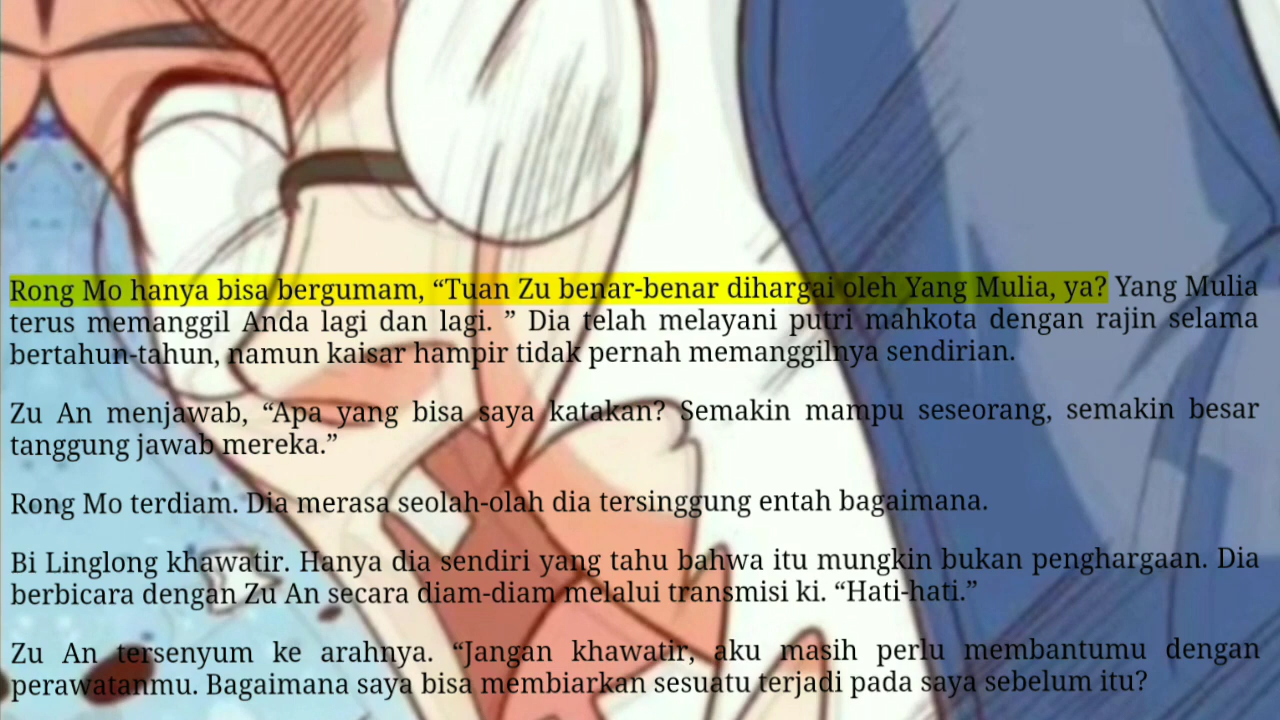 Rong Mo hanya bisa bergumam, “Tuan Zu benar-benar dihargai oleh Yang Mulia, ya? Yang Mulia
terus memanggil Anda lagi dan lagi. ” Dia telah melayani putri mahkota dengan rajin selama
bertahun-tahun, namun kaisar hampir tidak pernah memanggilnya sendirian.
Zu An menjawab, “Apa yang bisa saya katakan? Semakin mampu seseorang, semakin besar
tanggung jawab mereka.”
Rong Mo terdiam. Dia merasa seolah-olah dia tersinggung entah bagaimana.
Bi Linglong khawatir. Hanya dia sendiri yang tahu bahwa itu mungkin bukan penghargaan. Dia
berbicara dengan Zu An secara diam-diam melalui transmisi ki. “Hati-hati.”
Zu An tersenyum ke arahnya. “Jangan khawatir, aku masih perlu membantumu dengan
perawatanmu. Bagaimana saya bisa membiarkan sesuatu terjadi pada saya sebelum itu?